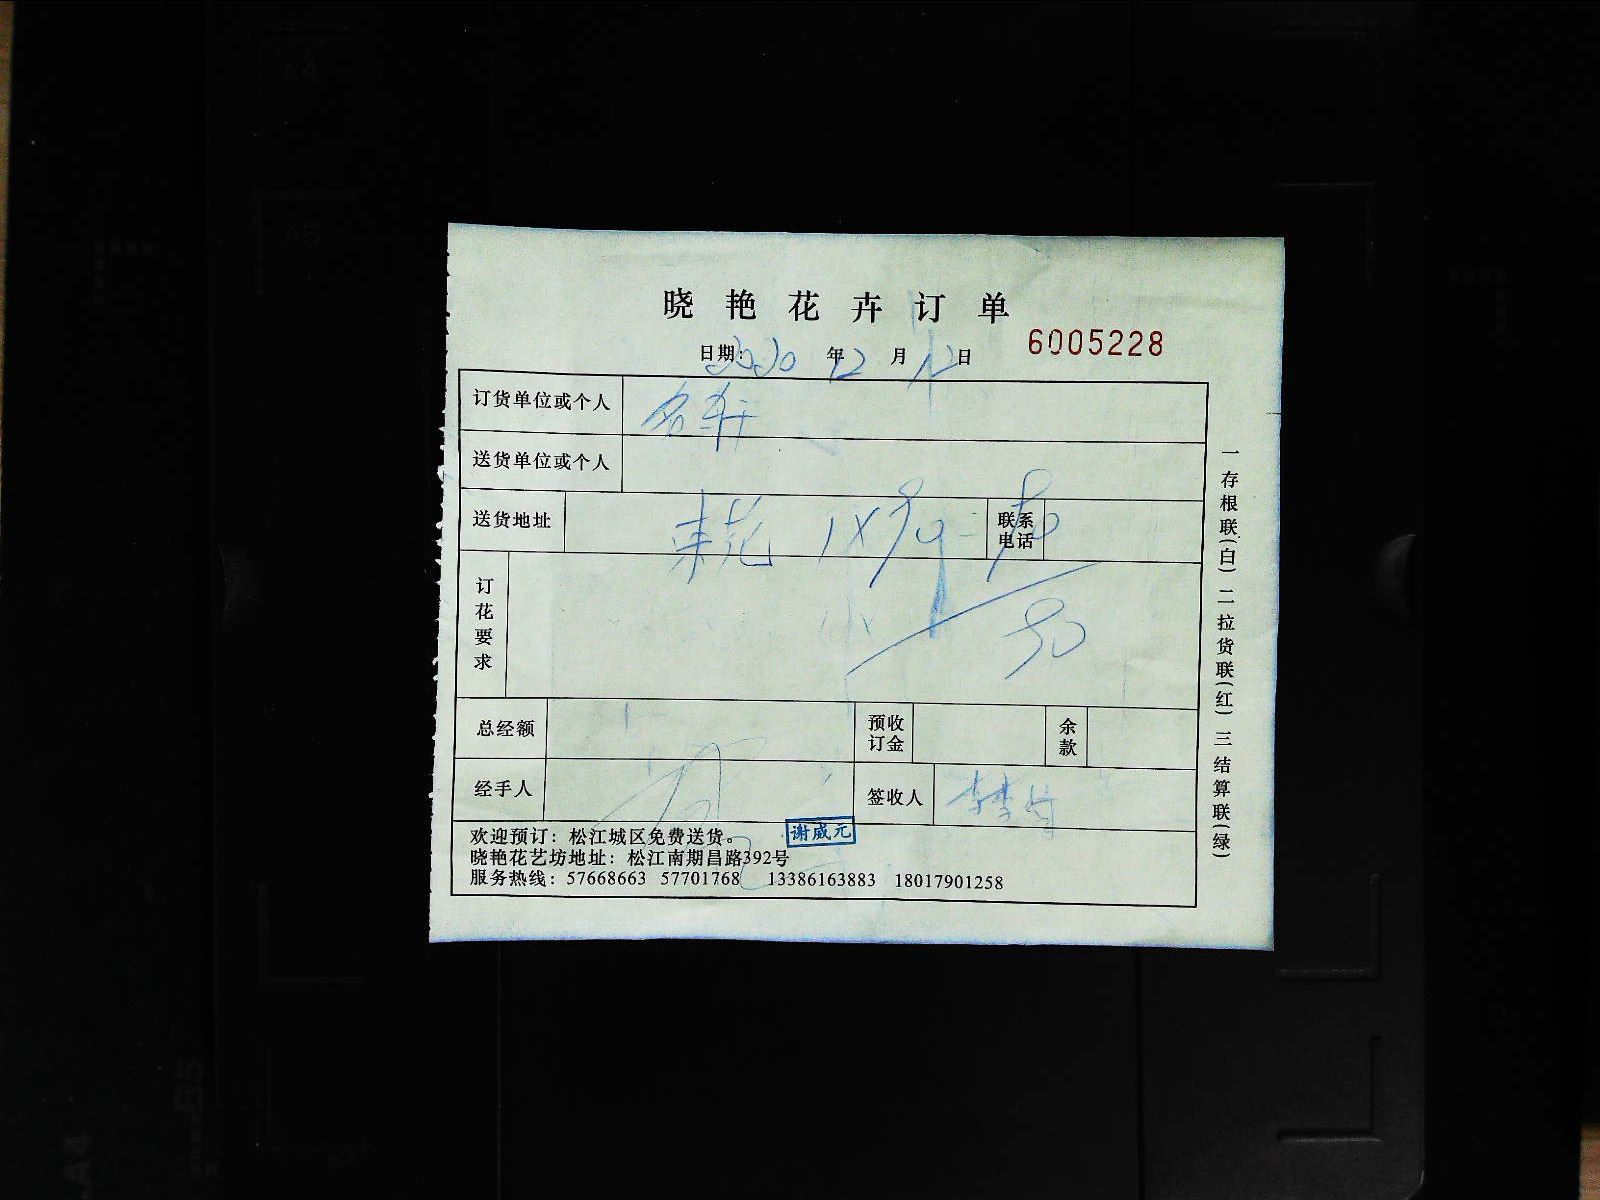 晓艳花卉订单
日期: 2020 年 12 月 12 日 6005228
订货单位或个人 名轩
送货单位或个人
送货地址 束花 联系电话
订花要求
总经额 预收订金 余款
经手人 签收人
谢威元
欢迎预订：松江城区免费送货。
晓艳花艺坊地址：松江南期昌路392号
服务热线：57668663 57701768 13386163883 18017901258
一存根联(白) 二拉货联(红) 三结算联(绿)